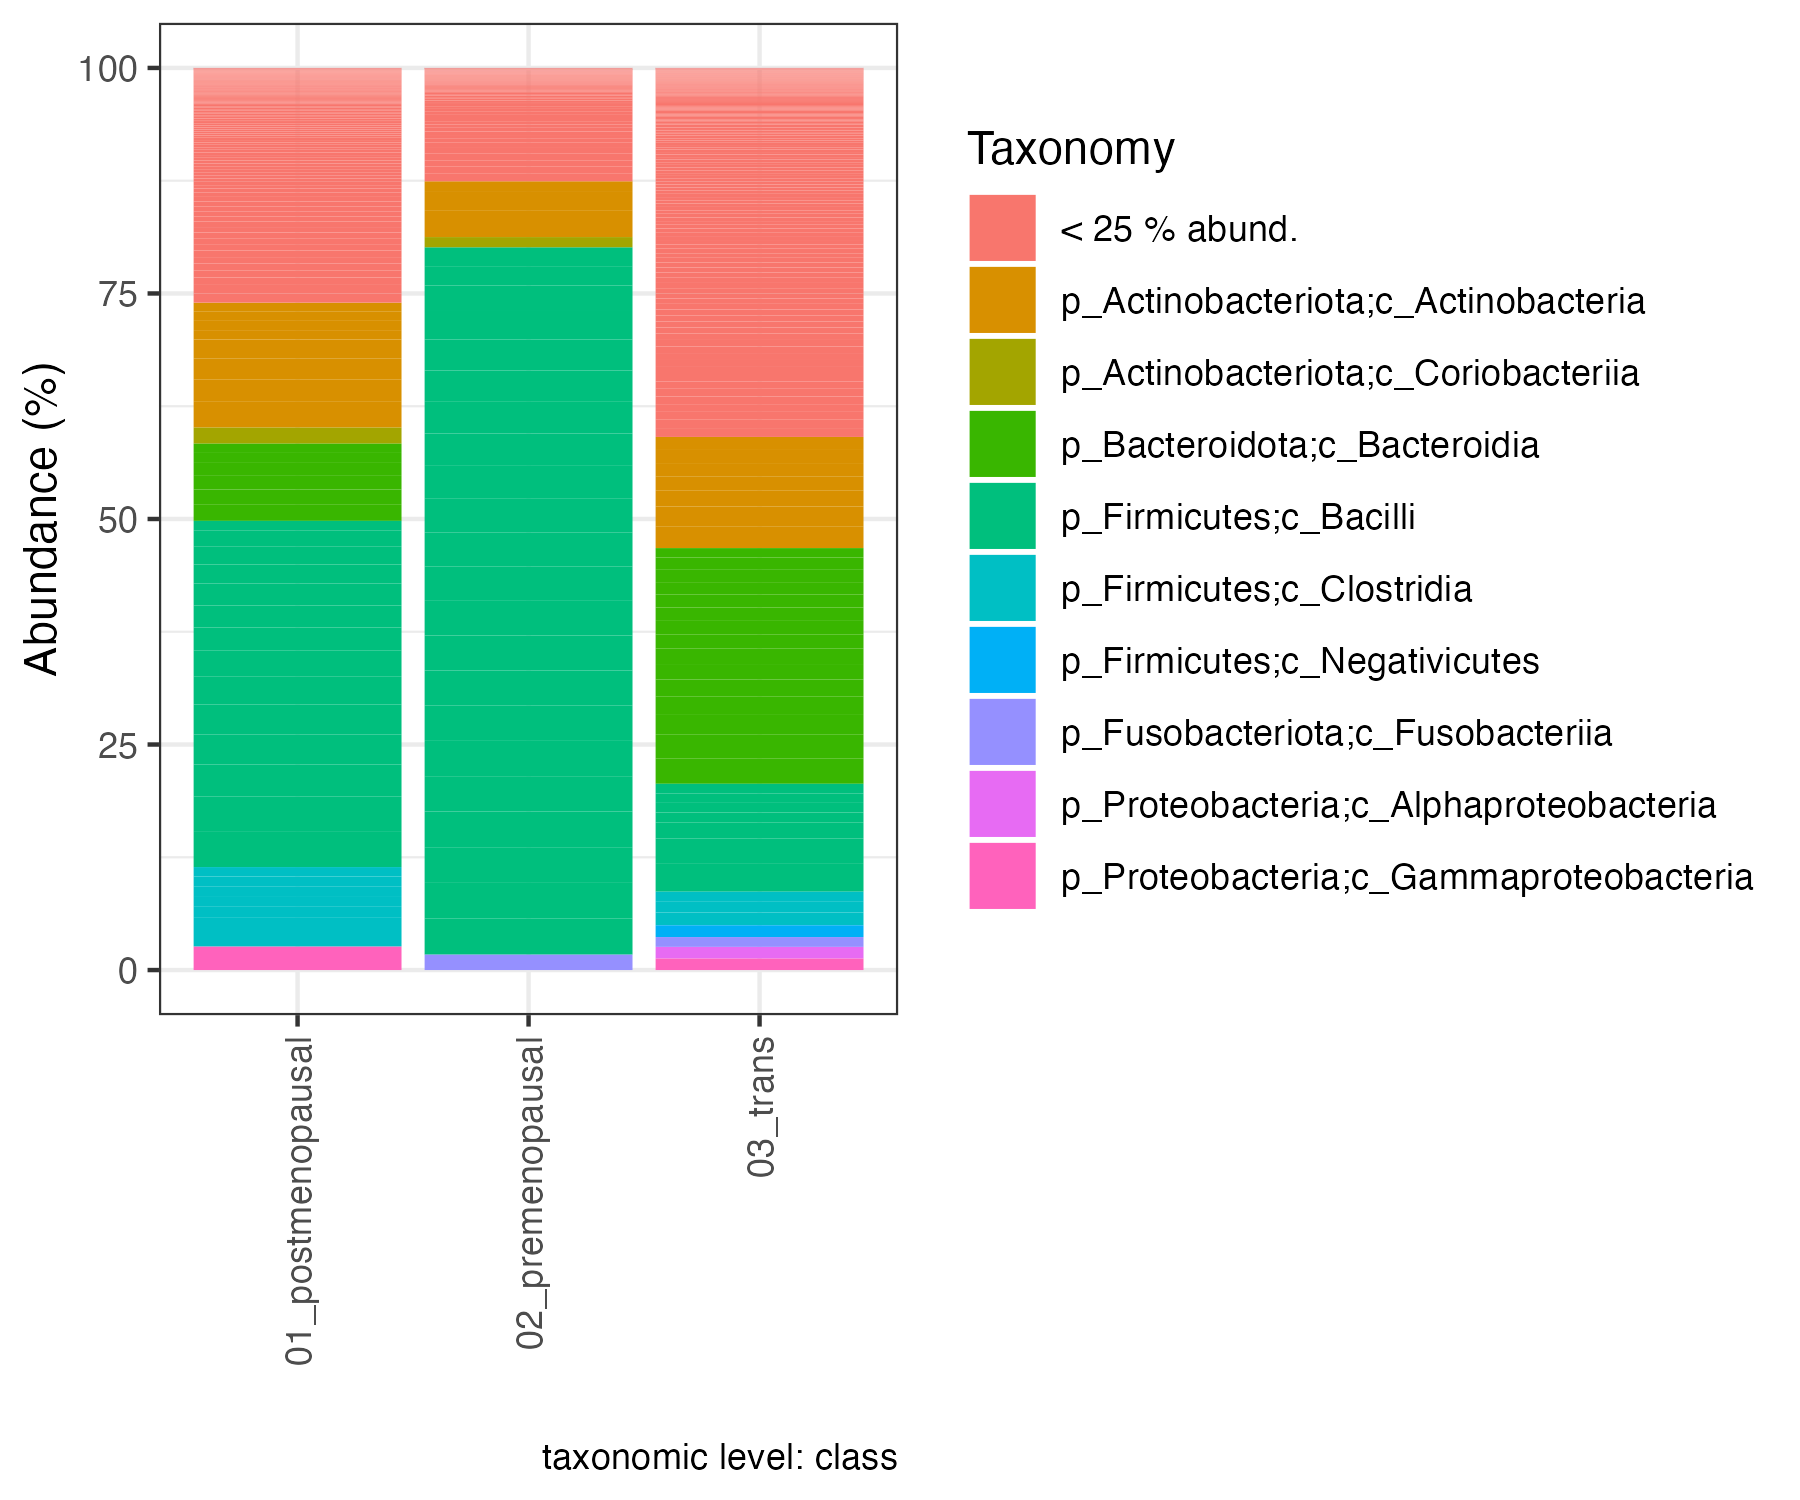 Abundance (%)
100
75
50
25
0
01_postmenopausal
02_premenopausal
03_trans
taxonomic level: class
Taxonomy
< 25 % abund.
p_Actinobacteriota;c_Actinobacteria
p_Actinobacteriota;c_Coriobacteriia
p_Bacteroidota;c_Bacteroidia
p_Firmicutes;c_Bacilli
p_Firmicutes;c_Clostridia
p_Firmicutes;c_Negativicutes
p_Fusobacteriota;c_Fusobacteriia
p_Proteobacteria;c_Alphaproteobacteria
p_Proteobacteria;c_Gammaproteobacteria